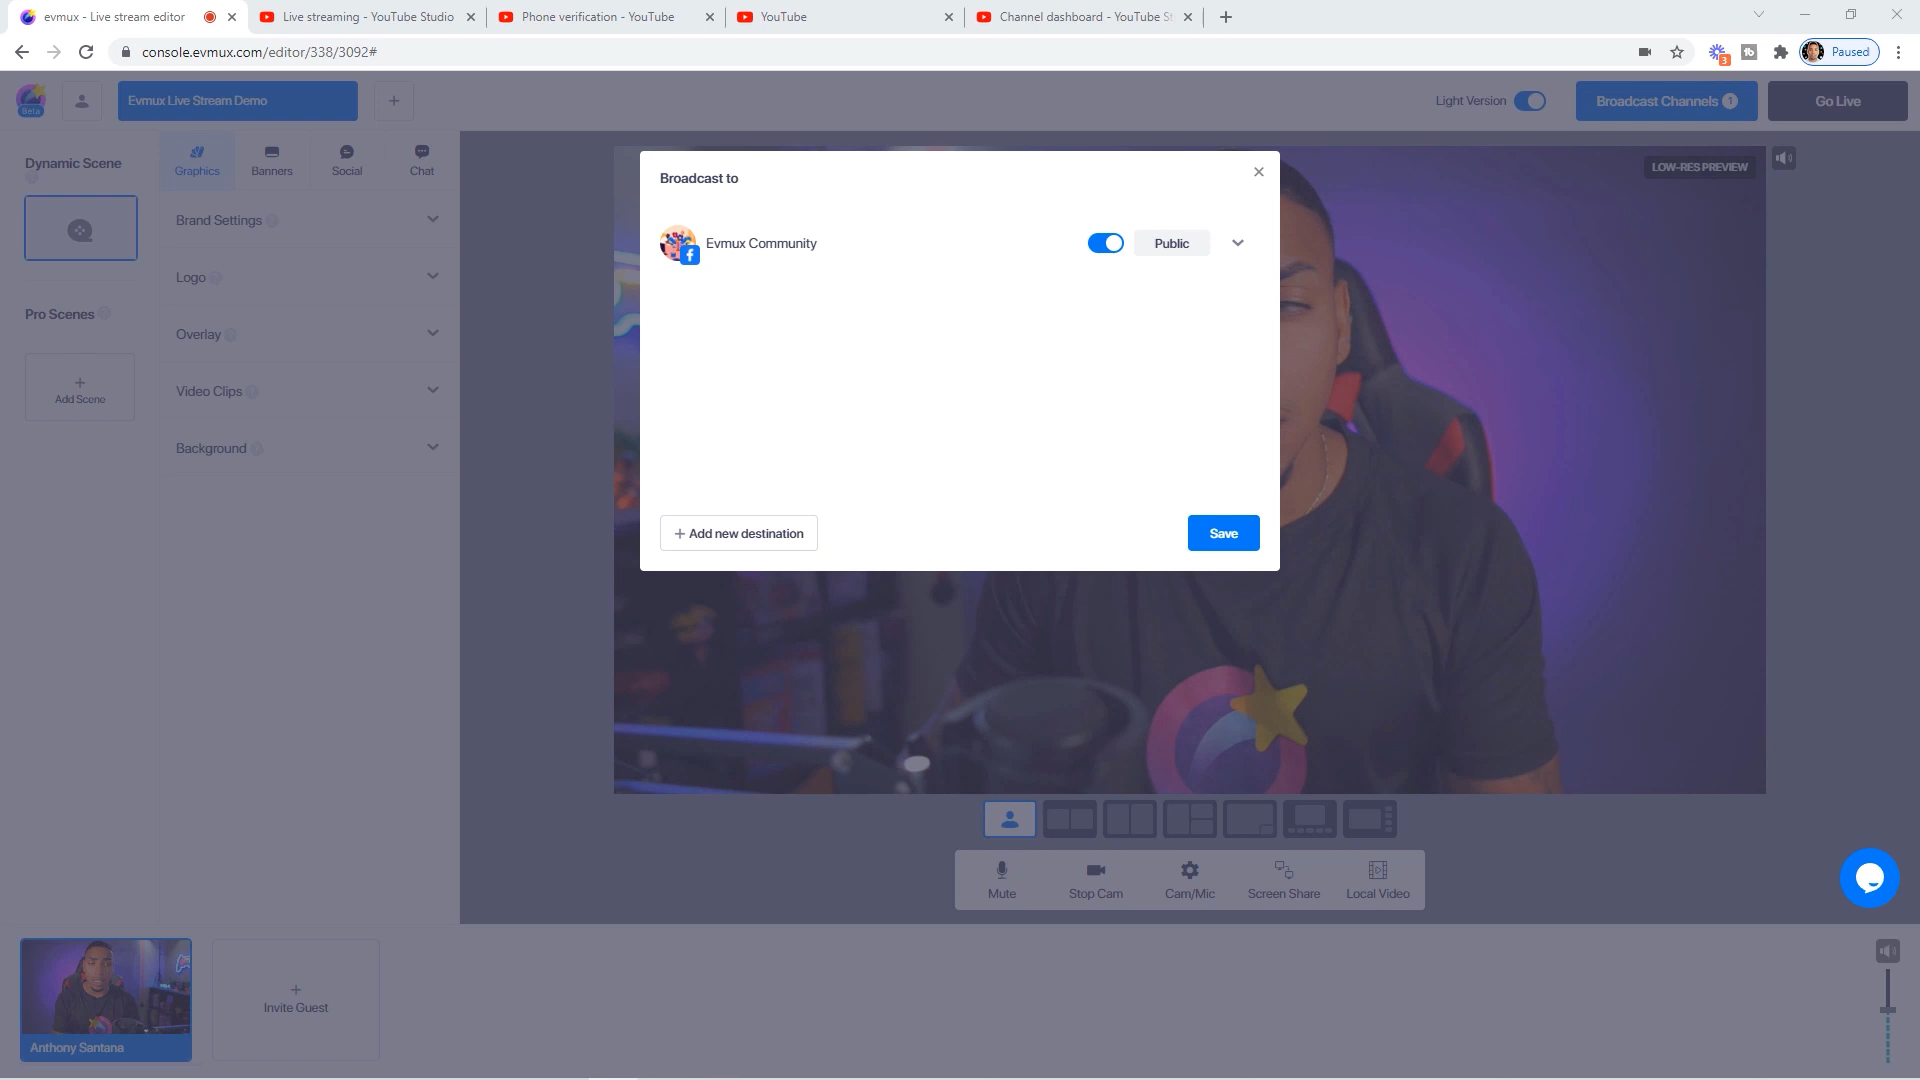 evmux - Live stream editor
Live streaming - YouTube Studio
Phone verification - YouTube
YouTube
Channel dashboard - YouTube St
console.evmux.com/editor/338/3092#
3
Paused
Beta
Evmux Live Stream Demo
+
Light Version
Broadcast Channels 1
Go Live
Dynamic Scene
Graphics
Banners
Social
Chat
Brand Settings
Logo
Pro Scenes
Overlay
Video Clips
+
Add Scene
Background
LOW-RES PREVIEW
Broadcast to
Evmux Community
Public
+ Add new destination
Save
Mute
Stop Cam
Cam/Mic
Screen Share
Local Video
Anthony Santana
+
Invite Guest